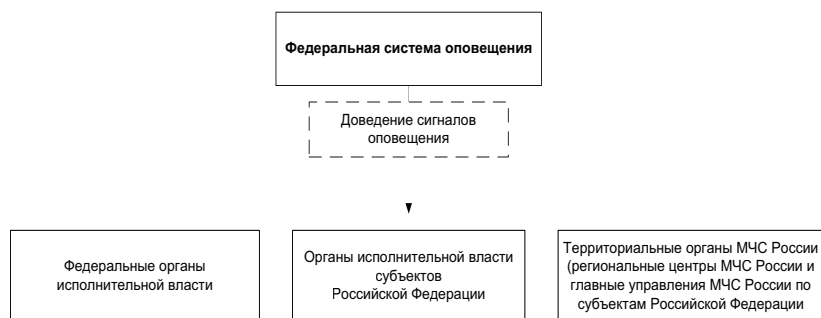 Федеральная система оповещения
Доведение сигналов
оповещения
Федеральные органы
исполнительной власти
Органы исполнительной власти
субъектов
Российской Федерации
Территориальные органы МЧС России
(региональные центры МЧС России и
главные управления МЧС России по
субъектам Российской Федерации